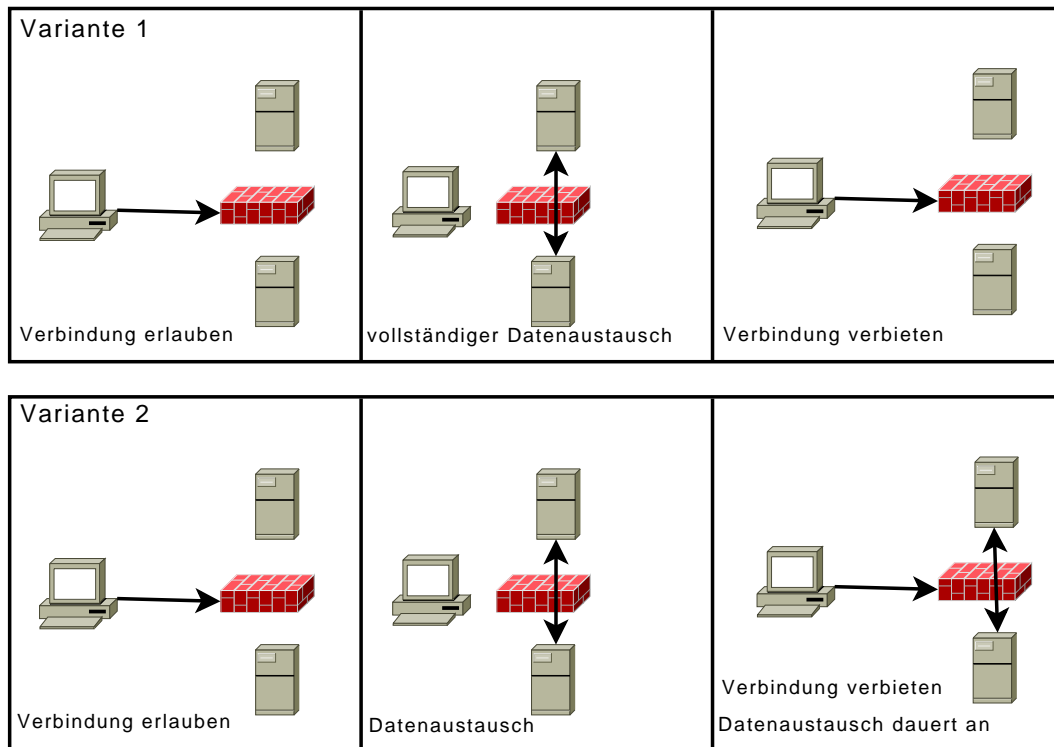 Variante 1
Verbindung erlauben
vollständiger Datenaustausch
Verbindung verbieten
Variante 2
Verbindung erlauben
Datenaustausch
Verbindung verbieten
Datenaustausch dauert an